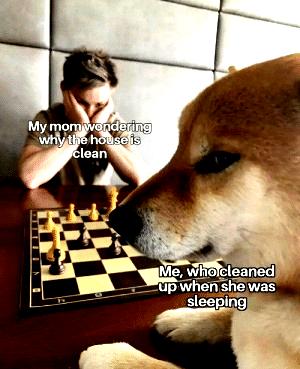 My mom wondering
why the house is
clean
Me, who cleaned
up when she was
sleeping